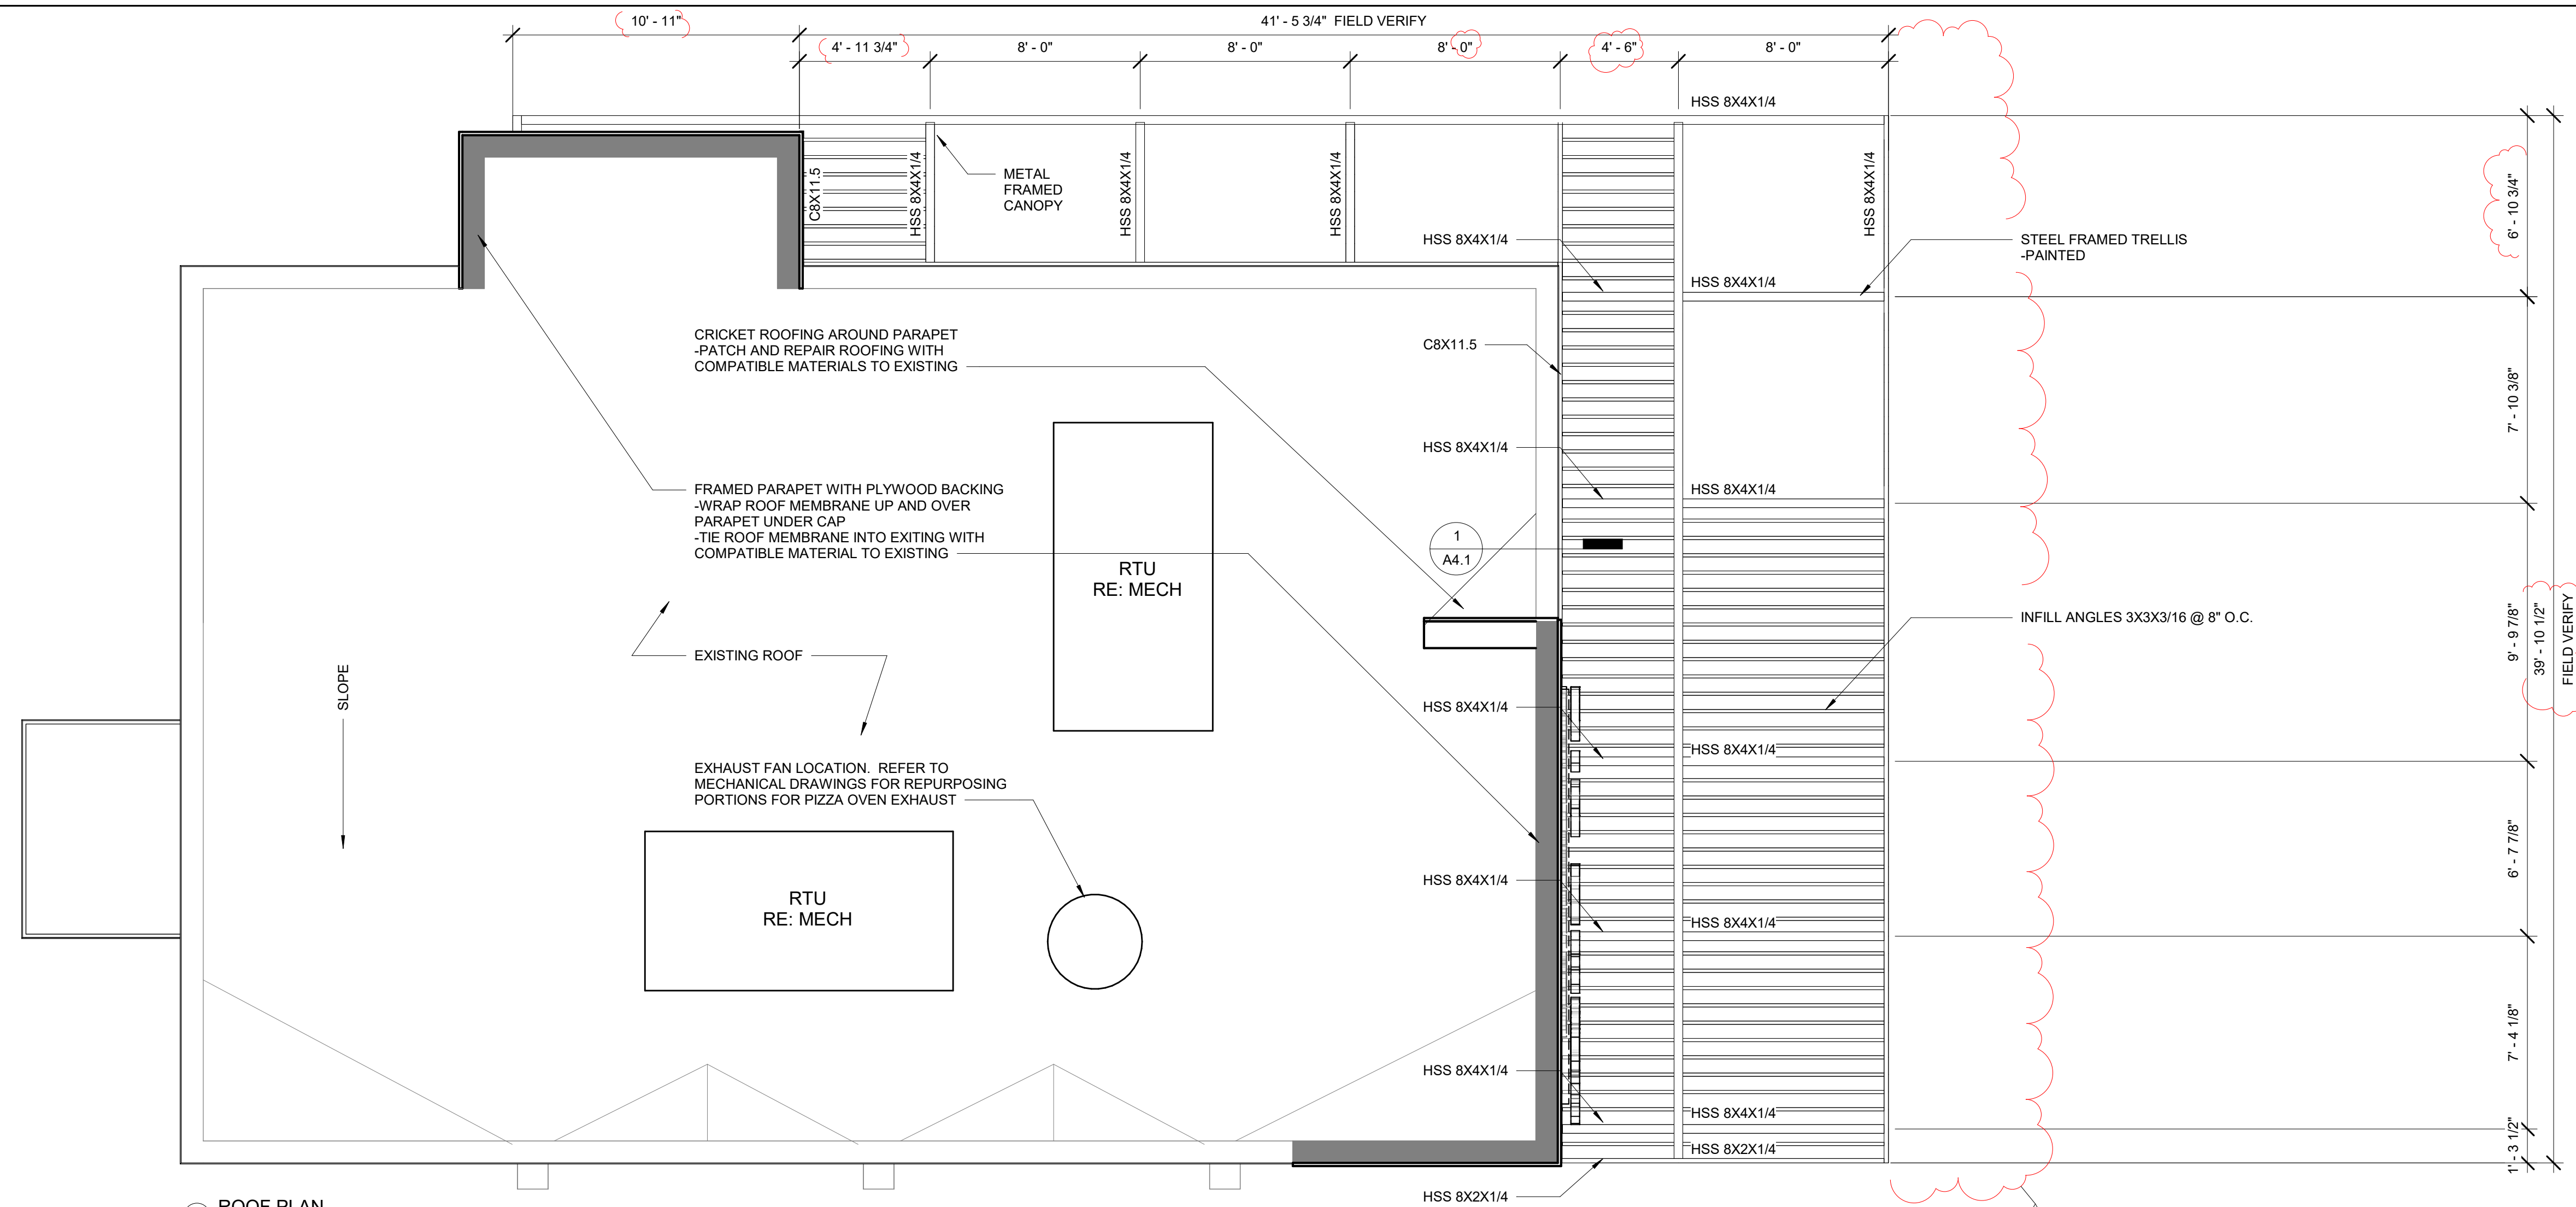 10' - 11"
41' - 5 3/4" FIELD VERIFY
4' - 11 3/4"
8' - 0"
8' - 0"
8' - 0"
4' - 6"
8' - 0"
HSS 8X4X1/4
C8X11.5
HSS 8X4X1/4
METAL
FRAMED
CANOPY
HSS 8X4X1/4
HSS 8X4X1/4
HSS 8X4X1/4
6' - 10 3/4"
HSS 8X4X1/4
STEEL FRAMED TRELLIS
-PAINTED
HSS 8X4X1/4
CRICKET ROOFING AROUND PARAPET
-PATCH AND REPAIR ROOFING WITH
COMPATIBLE MATERIALS TO EXISTING
C8X11.5
7' - 10 3/8"
HSS 8X4X1/4
FRAMED PARAPET WITH PLYWOOD BACKING
-WRAP ROOF MEMBRANE UP AND OVER
PARAPET UNDER CAP
-TIE ROOF MEMBRANE INTO EXITING WITH
COMPATIBLE MATERIAL TO EXISTING
HSS 8X4X1/4
1
A4.1
RTU
RE: MECH
INFILL ANGLES 3X3X3/16 @ 8" O.C.
9' - 9 7/8"
39' - 10 1/2"
FIELD VERIFY
EXISTING ROOF
SLOPE
HSS 8X4X1/4
HSS 8X4X1/4
EXHAUST FAN LOCATION. REFER TO
MECHANICAL DRAWINGS FOR REPURPOSING
PORTIONS FOR PIZZA OVEN EXHAUST
6' - 7 7/8"
RTU
RE: MECH
HSS 8X4X1/4
HSS 8X4X1/4
7' - 4 1/8"
HSS 8X4X1/4
HSS 8X4X1/4
HSS 8X2X1/4
1' - 3 1/2"
HSS 8X2X1/4
ROOF PLAN